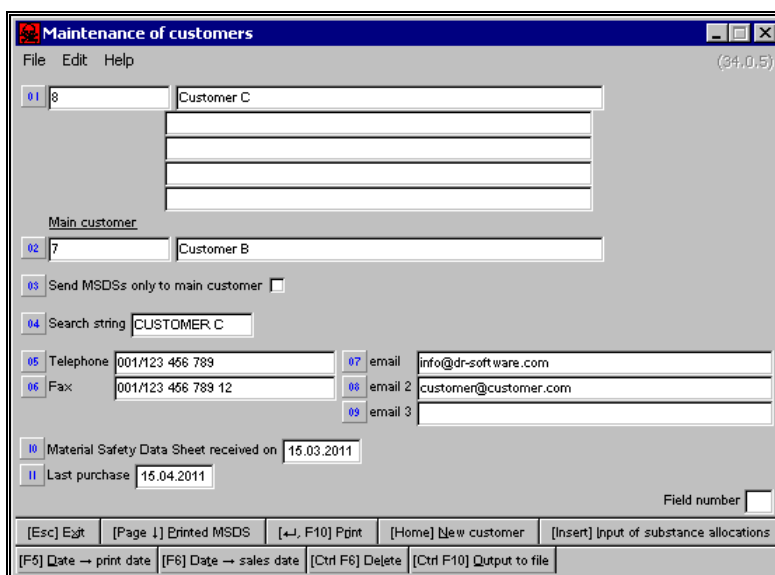 Maintenance of customers
File Edit Help (34.0.5)
01 8 Customer C
Main customer
02 7 Customer B
03 Send MSDSs only to main customer
04 Search string CUSTOMER C
05 Telephone 001/123 456 789 07 email info@dr-software.com
06 Fax 001/123 456 789 12 08 email 2 customer@customer.com
09 email 3
10 Material Safety Data Sheet received on 15.03.2011
11 Last purchase 15.04.2011
Field number
[Esc] Exit [Page ↓] Printed MSDS [↵, F10] Print [Home] New customer [Insert] Input of substance allocations
[F5] Date → print date [F6] Date → sales date [Ctrl F6] Delete [Ctrl F10] Output to file